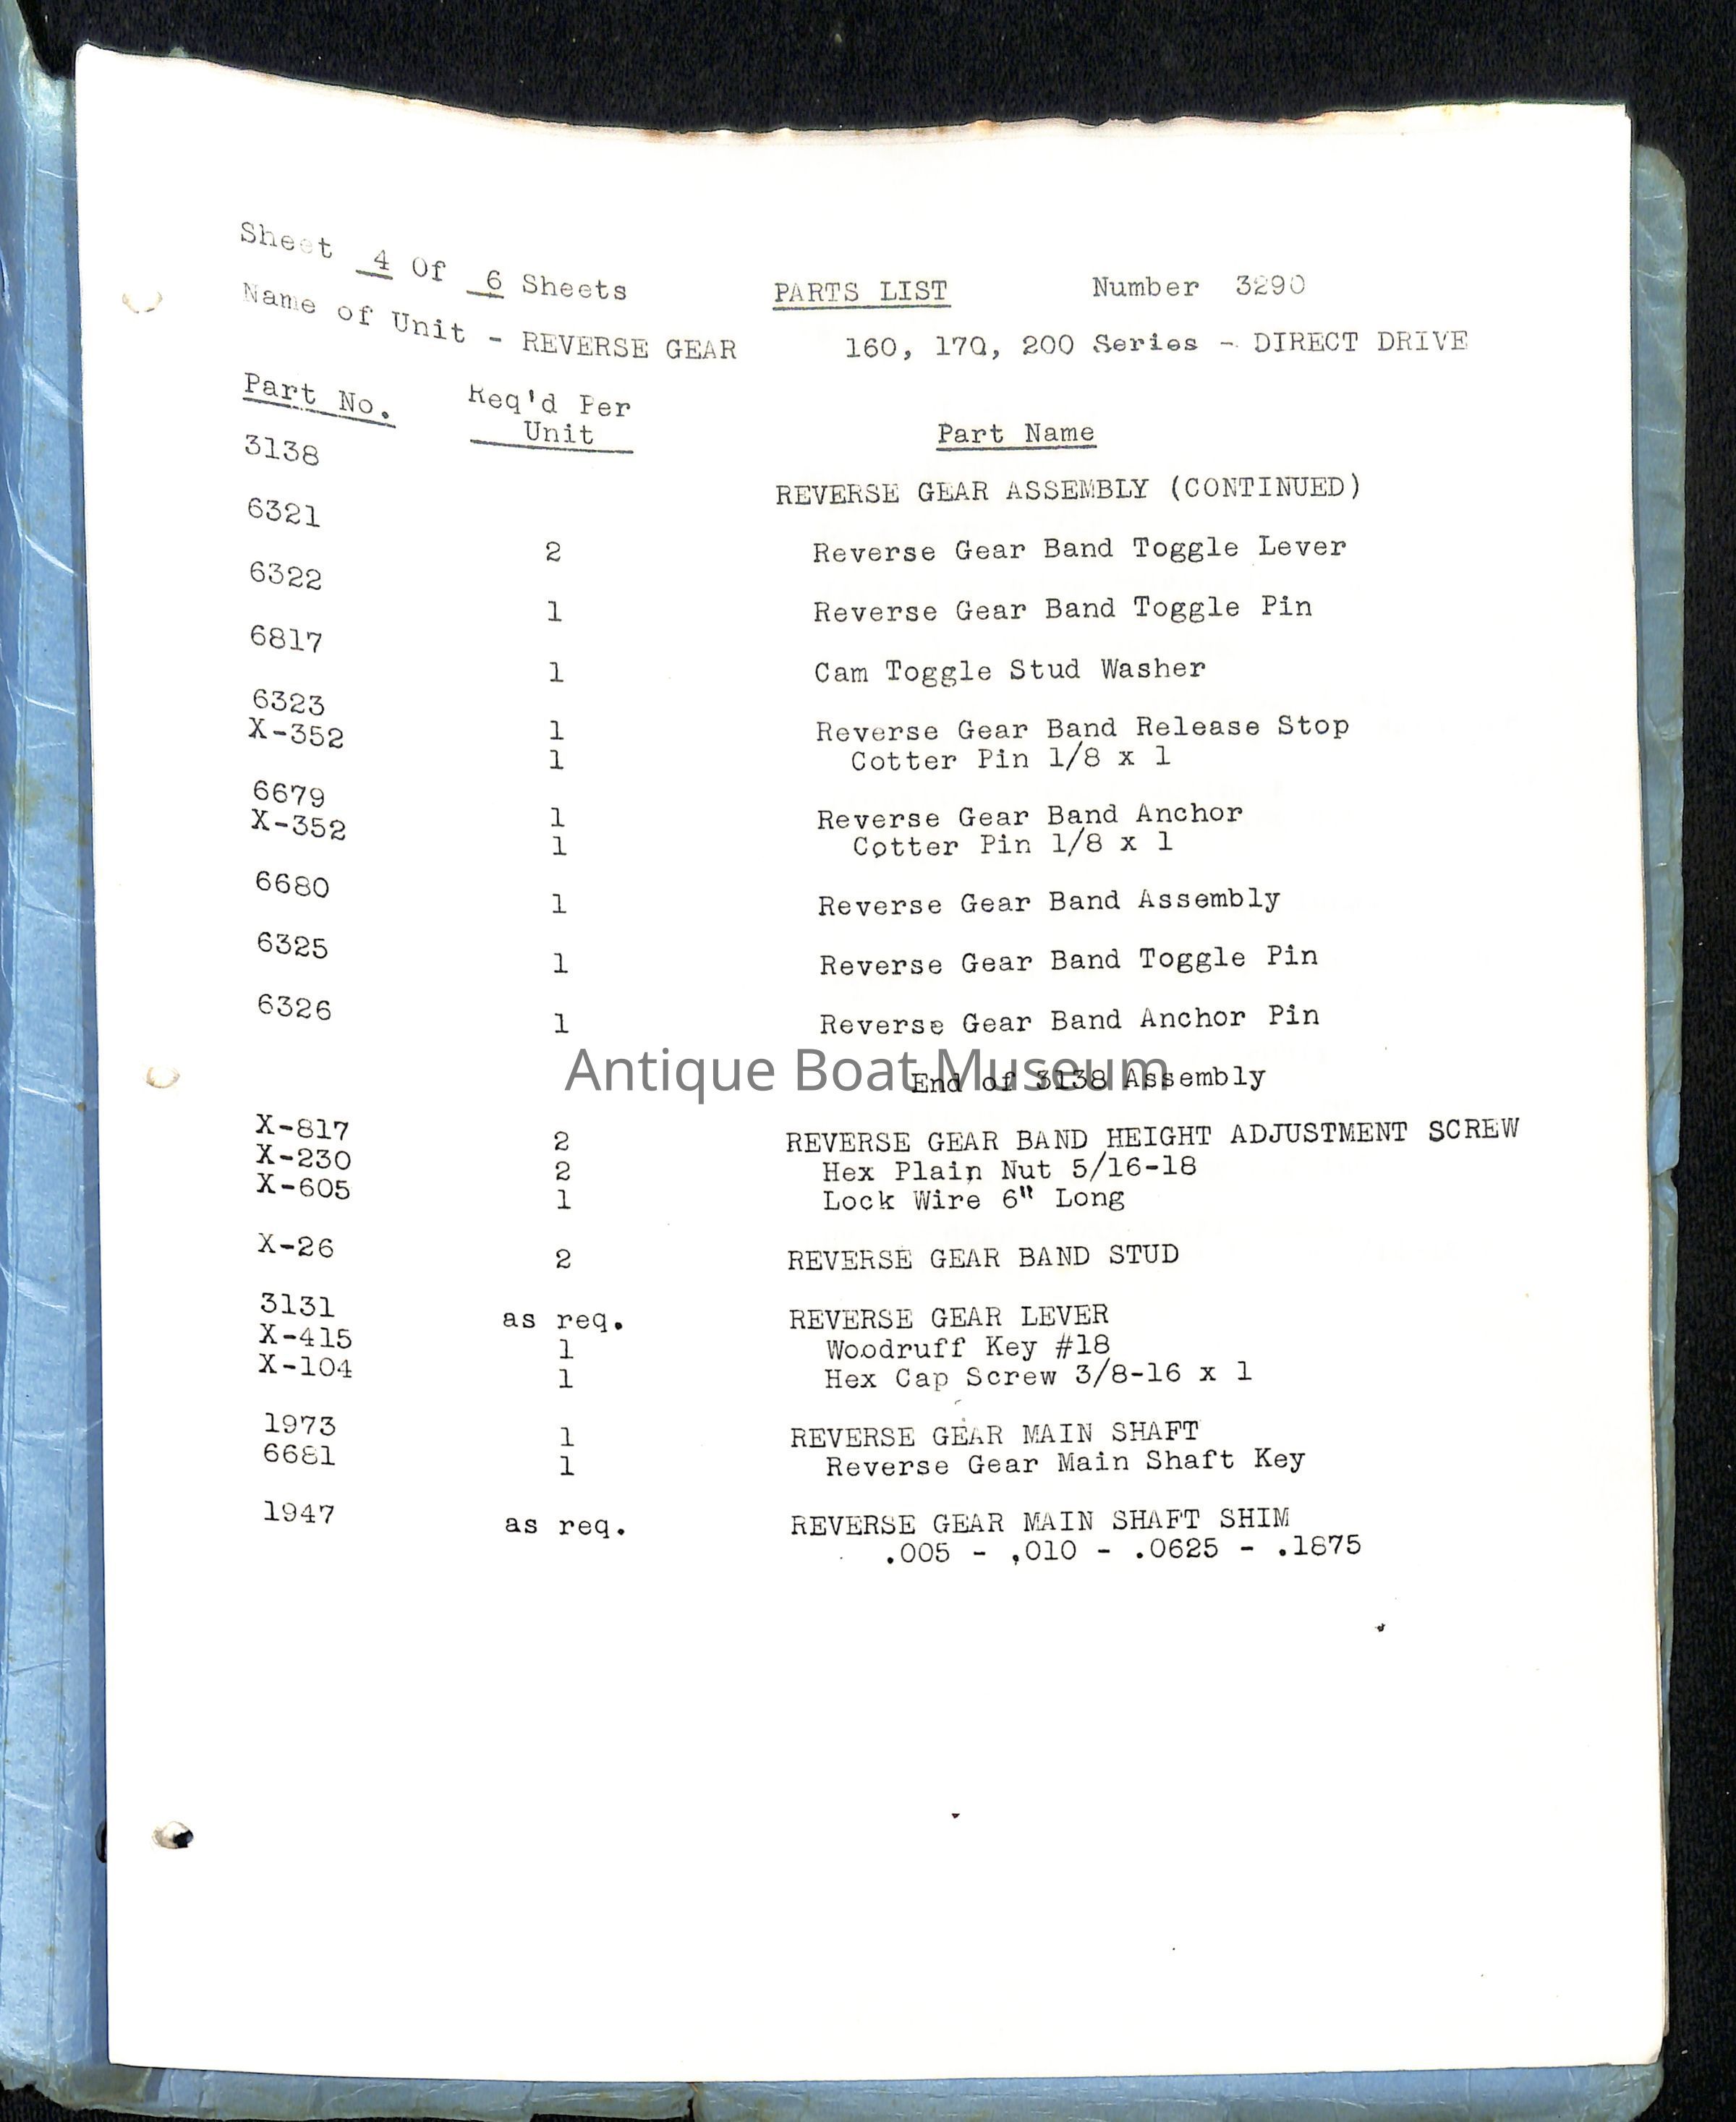 Sheet 4 Of 6 Sheets PARTS LIST Number 3290
Name of Unit - REVERSE GEAR 160, 170, 200 Series - DIRECT DRIVE
Part No. Req'd Per Unit Part Name
3138 REVERSE GEAR ASSEMBLY (CONTINUED)
6321 2 Reverse Gear Band Toggle Lever
6322 1 Reverse Gear Band Toggle Pin
6817 1 Cam Toggle Stud Washer
6323 1 Reverse Gear Band Release Stop
X-352 1 Cotter Pin 1/8 x 1
6679 1 Reverse Gear Band Anchor
X-352 1 Cotter Pin 1/8 x 1
6680 1 Reverse Gear Band Assembly
6325 1 Reverse Gear Band Toggle Pin
6326 1 Reverse Gear Band Anchor Pin
Antique Boat Museum
End of 3138 Assembly
X-817 2 REVERSE GEAR BAND HEIGHT ADJUSTMENT SCREW
X-230 2 Hex Plain Nut 5/16-18
X-605 1 Lock Wire 6" Long
X-26 2 REVERSE GEAR BAND STUD
3131 as req. REVERSE GEAR LEVER
X-415 1 Woodruff Key #18
X-104 1 Hex Cap Screw 3/8-16 x 1
1973 1 REVERSE GEAR MAIN SHAFT
6681 1 Reverse Gear Main Shaft Key
1947 as req. REVERSE GEAR MAIN SHAFT SHIM
.005 - .010 - .0625 - .1875